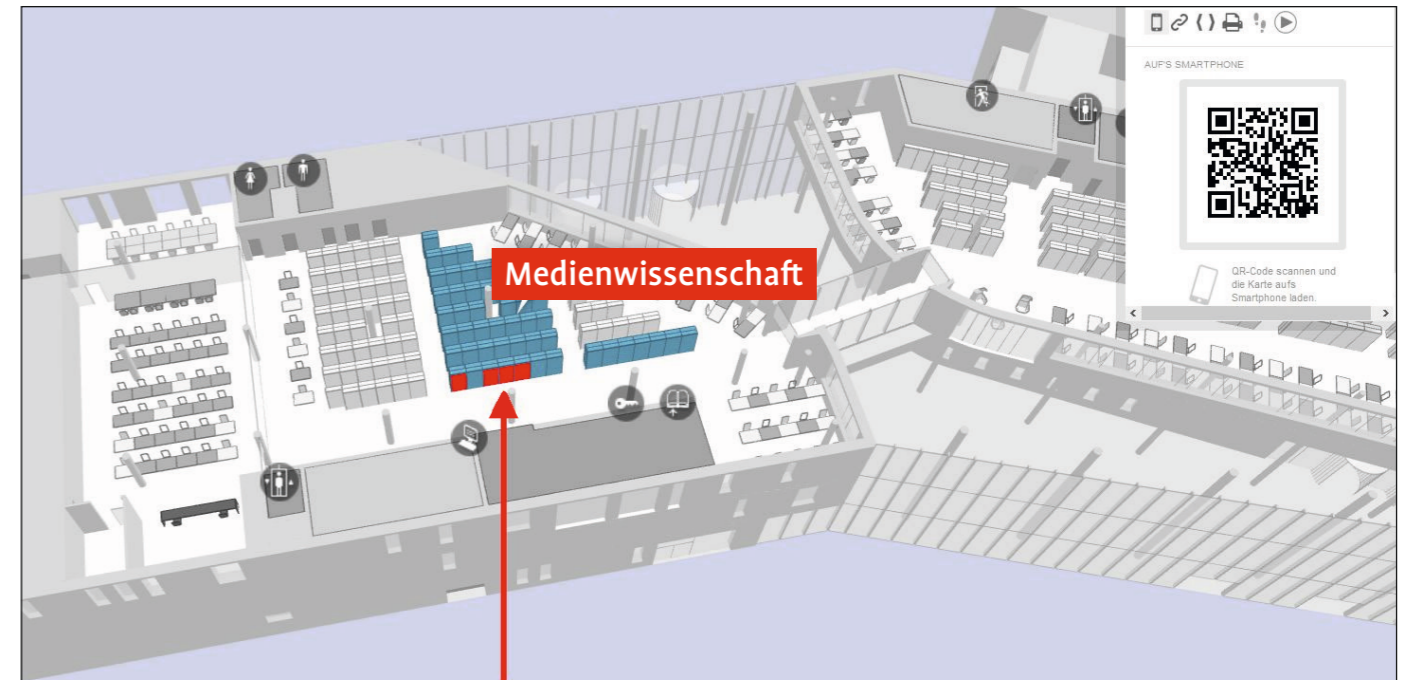 AUF'S SMARTPHONE
Medienwissenschaft
QR-Code scannen und
die Karte aufs
Smartphone laden.